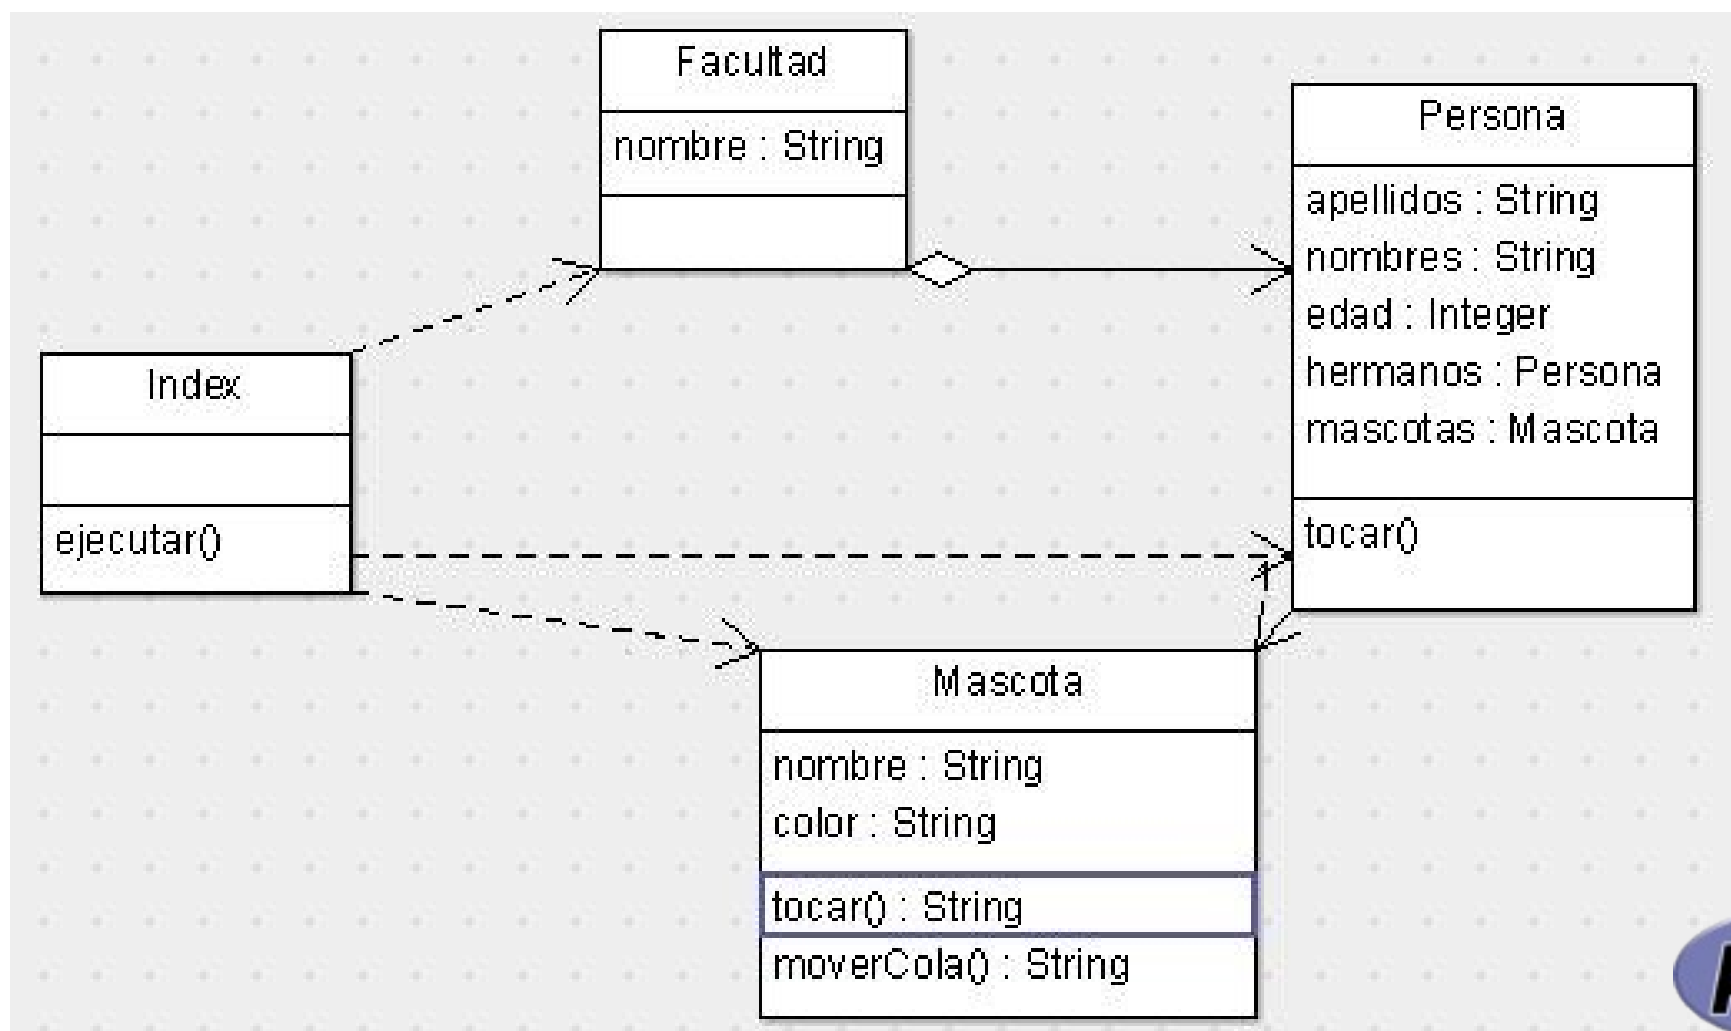 Facultad
nombre : String
Persona
apellidos : String
nombres : String
edad : Integer
hermanos : Persona
mascotas : Mascota
tocar()
Index
ejecutar()
Mascota
nombre : String
color : String
tocar() : String
moverCola() : String